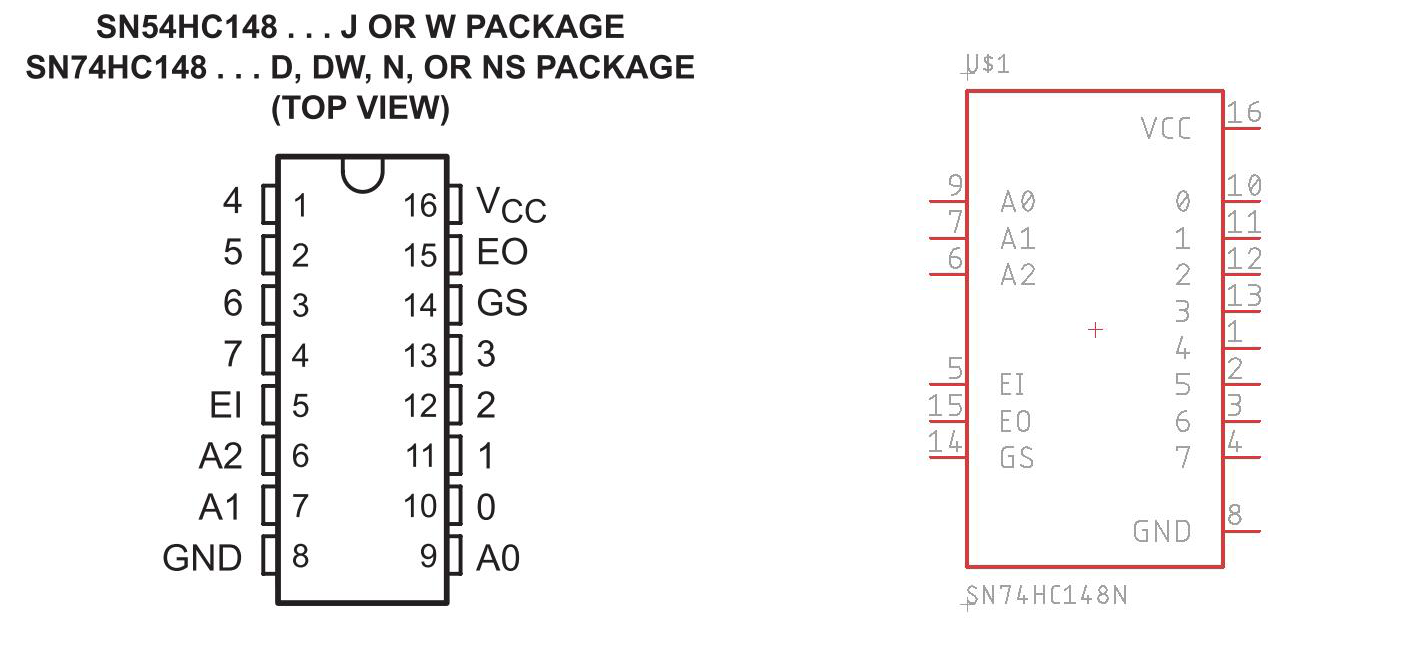 SN54HC148 . . . J OR W PACKAGE
SN74HC148 . . . D, DW, N, OR NS PACKAGE
(TOP VIEW)
4 1 16 VCC
5 2 15 EO
6 3 14 GS
7 4 13 3
EI 5 12 2
A2 6 11 1
A1 7 10 0
GND 8 9 A0
U$1
VCC 16
9 A0 0 10
7 A1 1 11
6 A2 2 12
3 13
4 1
5 EI 5 2
15 EO 6 3
14 GS 7 4
GND 8
SN74HC148N